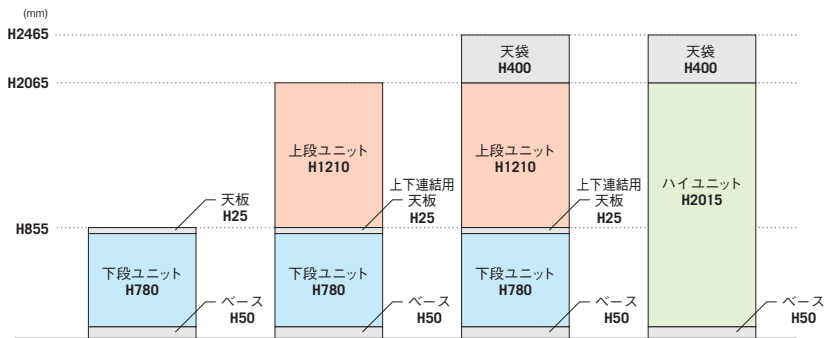 (mm)
H2465
H2065
H855
天板
H25
下段ユニット
H780
ベース
H50
上段ユニット
H1210
上下連結用
天板
H25
下段ユニット
H780
ベース
H50
天袋
H400
上段ユニット
H1210
上下連結用
天板
H25
下段ユニット
H780
ベース
H50
天袋
H400
ハイユニット
H2015
ベース
H50